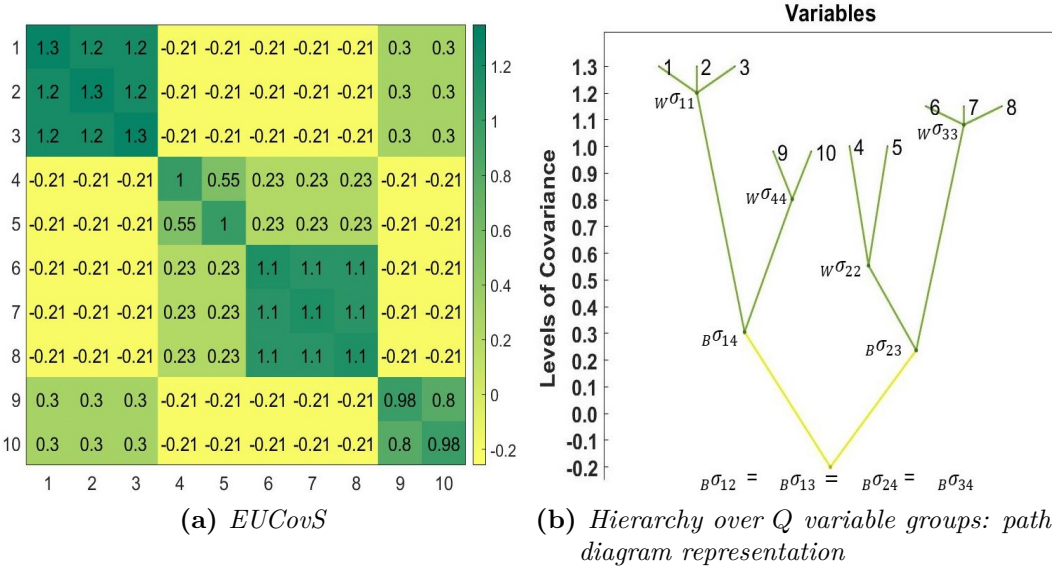 1 1.3 1.2 1.2 -0.21 -0.21 -0.21 -0.21 -0.21 0.3 0.3
2 1.2 1.3 1.2 -0.21 -0.21 -0.21 -0.21 -0.21 0.3 0.3
3 1.2 1.2 1.3 -0.21 -0.21 -0.21 -0.21 -0.21 0.3 0.3
4 -0.21 -0.21 -0.21 1 0.55 0.23 0.23 0.23 -0.21 -0.21
5 -0.21 -0.21 -0.21 0.55 1 0.23 0.23 0.23 -0.21 -0.21
6 -0.21 -0.21 -0.21 0.23 0.23 1.1 1.1 1.1 -0.21 -0.21
7 -0.21 -0.21 -0.21 0.23 0.23 1.1 1.1 1.1 -0.21 -0.21
8 -0.21 -0.21 -0.21 0.23 0.23 1.1 1.1 1.1 -0.21 -0.21
9 0.3 0.3 0.3 -0.21 -0.21 -0.21 -0.21 -0.21 0.98 0.8
10 0.3 0.3 0.3 -0.21 -0.21 -0.21 -0.21 -0.21 0.8 0.98
1 2 3 4 5 6 7 8 9 10
1.2
1
0.8
0.6
0.4
0.2
0
-0.2
(a) EUCovS
Variables
Levels of Covariance
1.3
1.2
1.1
1.0
0.9
0.8
0.7
0.6
0.5
0.4
0.3
0.2
0.1
0.0
-0.1
-0.2
1 2 3
Wσ11
6 7 8
Wσ33
9 10
4 5
Wσ44
Wσ22
Bσ14
Bσ23
Bσ12 = Bσ13 = Bσ24 = Bσ34
(b) Hierarchy over Q variable groups: path
diagram representation